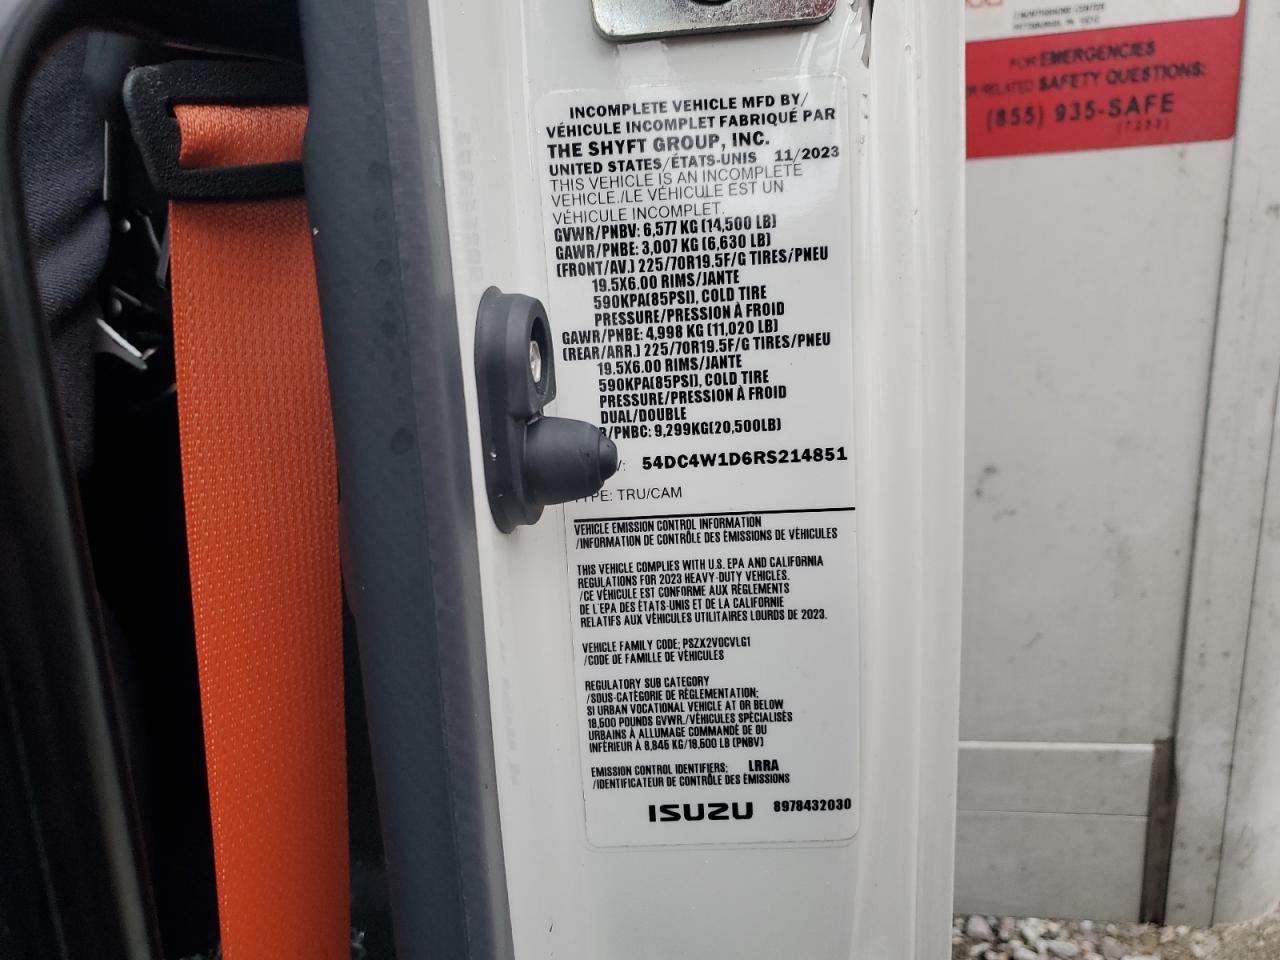 INCOMPLETE VEHICLE MFD BY/
VÉHICULE INCOMPLET FABRIQUÉ PAR
THE SHYFT GROUP, INC.
UNITED STATES/ÉTATS-UNIS 11/2023
THIS VEHICLE IS AN INCOMPLETE
VEHICLE./LE VÉHICULE EST UN
VÉHICULE INCOMPLET.
GVWR/PNBV: 6,577 KG (14,500 LB)
GAWR/PNBE: 3,007 KG (6,630 LB)
(FRONT/AV.) 225/70R19.5F/G TIRES/PNEU
19.5X6.00 RIMS/JANTE
590KPA(85PSI), COLD TIRE
PRESSURE/PRESSION À FROID
GAWR/PNBE: 4,998 KG (11,020 LB)
(REAR/ARR.) 225/70R19.5F/G TIRES/PNEU
19.5X6.00 RIMS/JANTE
590KPA(85PSI), COLD TIRE
PRESSURE/PRESSION À FROID
DUAL/DOUBLE
/PNBC: 9,299KG(20,500LB)
54DC4W1D6RS214851
TYPE: TRU/CAM
VEHICLE EMISSION CONTROL INFORMATION
/INFORMATION DE CONTRÔLE DES ÉMISSIONS DE VÉHICULES
THIS VEHICLE COMPLIES WITH U.S. EPA AND CALIFORNIA
REGULATIONS FOR 2023 HEAVY-DUTY VEHICLES.
/CE VÉHICULE EST CONFORME AUX RÈGLEMENTS
DE L'EPA DES ÉTATS-UNIS ET DE LA CALIFORNIE
RELATIFS AUX VÉHICULES UTILITAIRES LOURDS DE 2023.
VEHICLE FAMILY CODE: PSZX2VOCVLG1
/CODE DE FAMILLE DE VÉHICULES
REGULATORY SUB CATEGORY
/SOUS-CATÉGORIE DE RÉGLEMENTATION:
SI URBAN VOCATIONAL VEHICLE AT OR BELOW
19,500 POUNDS GVWR./VÉHICULES SPÉCIALISÉS
URBAINS À ALLUMAGE COMMANDÉ DE OU
INFÉRIEUR À 8,845 KG/19,500 LB (PNBV)
EMISSION CONTROL IDENTIFIERS: LRRA
/IDENTIFICATEUR DE CONTRÔLE DES ÉMISSIONS
ISUZU 8978432030
FOR EMERGENCIES
RELATED SAFETY QUESTIONS:
(855) 935-SAFE
(7233)